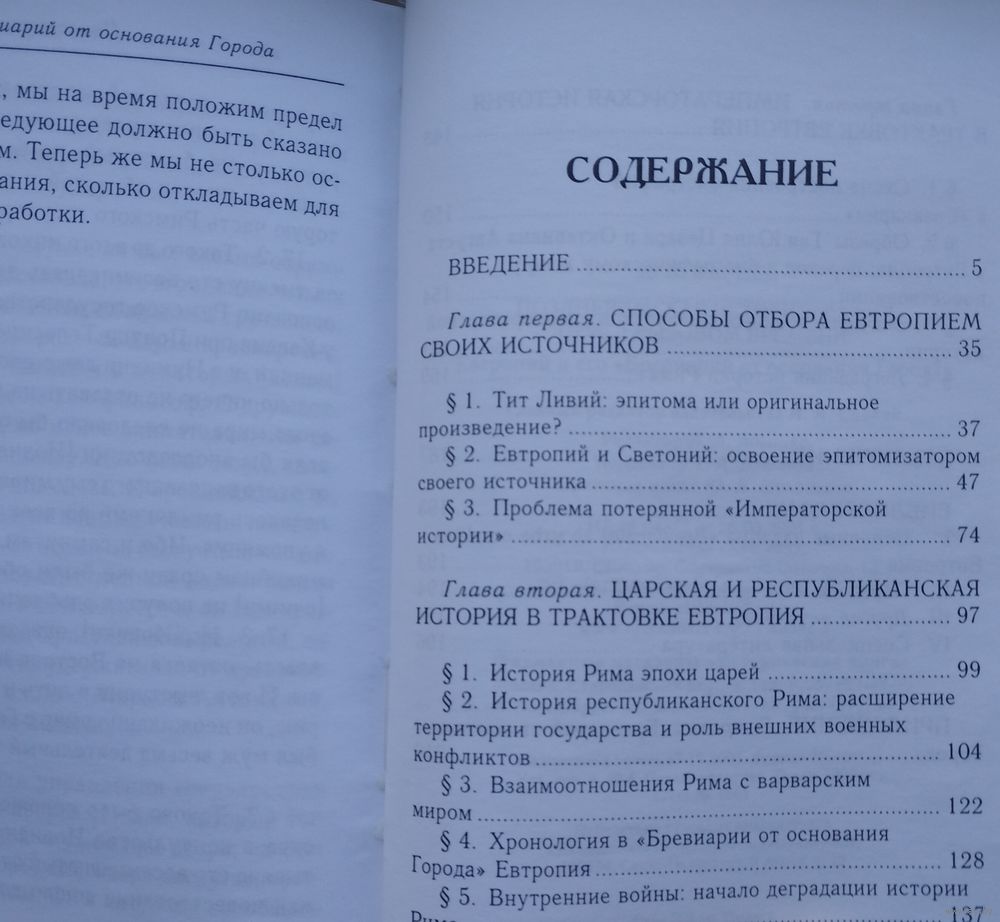 иарий от основания Города
, мы на время положим предел
едующее должно быть сказано
м. Теперь же мы не столько ос-
ания, сколько откладываем для
работки.
СОДЕРЖАНИЕ
ВВЕДЕНИЕ ........ 5
Глава первая. СПОСОБЫ ОТБОРА ЕВТРОПИЕМ
СВОИХ ИСТОЧНИКОВ ........ 35
§ 1. Тит Ливий: эпитома или оригинальное
произведение? ........ 37
§ 2. Евтропий и Светоний: освоение эпитомизатором
своего источника ........ 47
§ 3. Проблема потерянной «Императорской
истории» ........ 74
Глава вторая. ЦАРСКАЯ И РЕСПУБЛИКАНСКАЯ
ИСТОРИЯ В ТРАКТОВКЕ ЕВТРОПИЯ ........ 97
§ 1. История Рима эпохи царей ........ 99
§ 2. История республиканского Рима: расширение
территории государства и роль внешних военных
конфликтов ........ 104
§ 3. Взаимоотношения Рима с варварским
миром ........ 122
§ 4. Хронология в «Бревиарии от основания
Города» Евтропия ........ 128
§ 5. Внутренние войны: начало деградации истории
Рима ........ 137